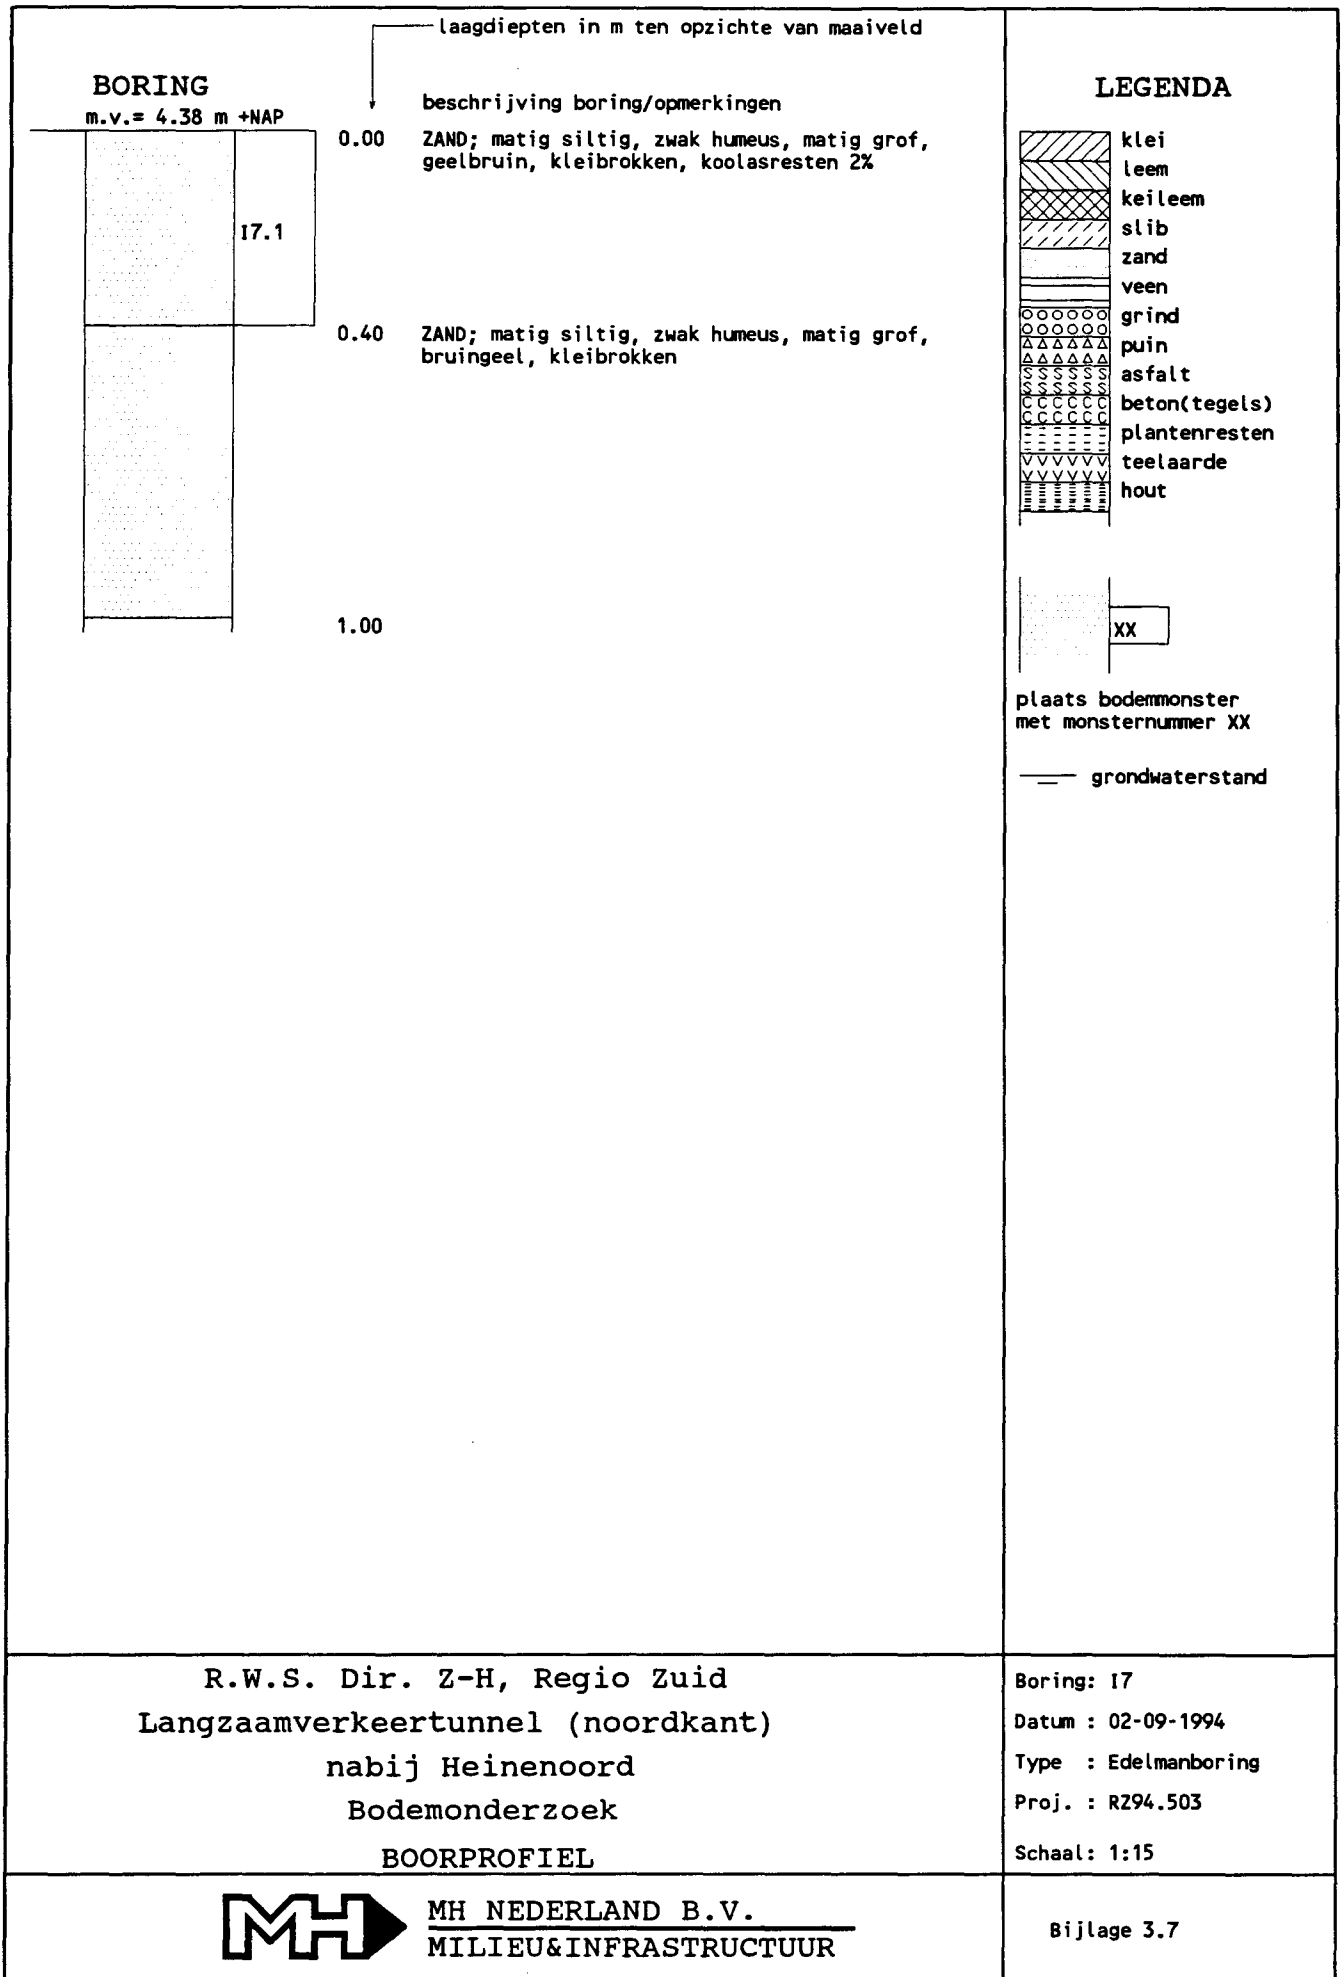 laagdiepten in m ten opzichte van maaiveld
BORING
m.v.= 4.38 m +NAP
beschrijving boring/opmerkingen
0.00 ZAND; matig siltig, zwak humeus, matig grof,
geelbruin, kleibrokken, koolasresten 2%
I7.1
0.40 ZAND; matig siltig, zwak humeus, matig grof,
bruingeel, kleibrokken
1.00
LEGENDA
klei
leem
keileem
slib
zand
veen
grind
puin
asfalt
beton(tegels)
plantenresten
teelaarde
hout
XX
plaats bodemmonster
met monsternummer XX
grondwaterstand
R.W.S. Dir. Z-H, Regio Zuid
Langzaamverkeertunnel (noordkant)
nabij Heinenoord
Bodemonderzoek
BOORPROFIEL
Boring: I7
Datum : 02-09-1994
Type : Edelmanboring
Proj. : RZ94.503
Schaal: 1:15
MH
MH NEDERLAND B.V.
MILIEU&INFRASTRUCTUUR
Bijlage 3.7